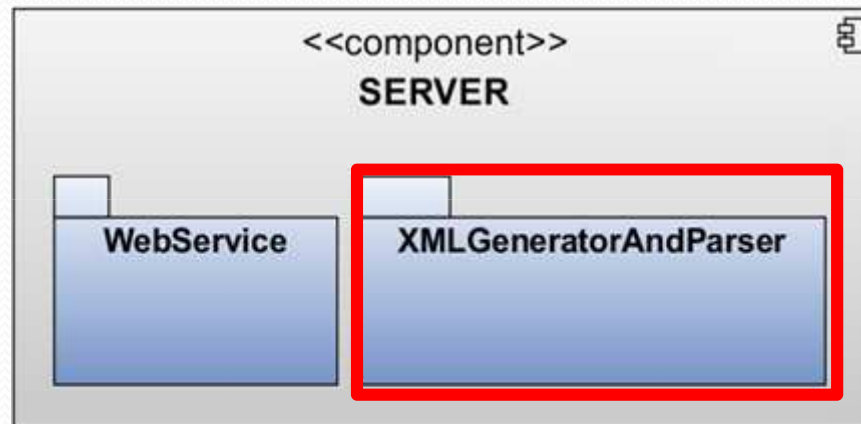 <<component>>
SERVER
WebService
XMLGeneratorAndParser